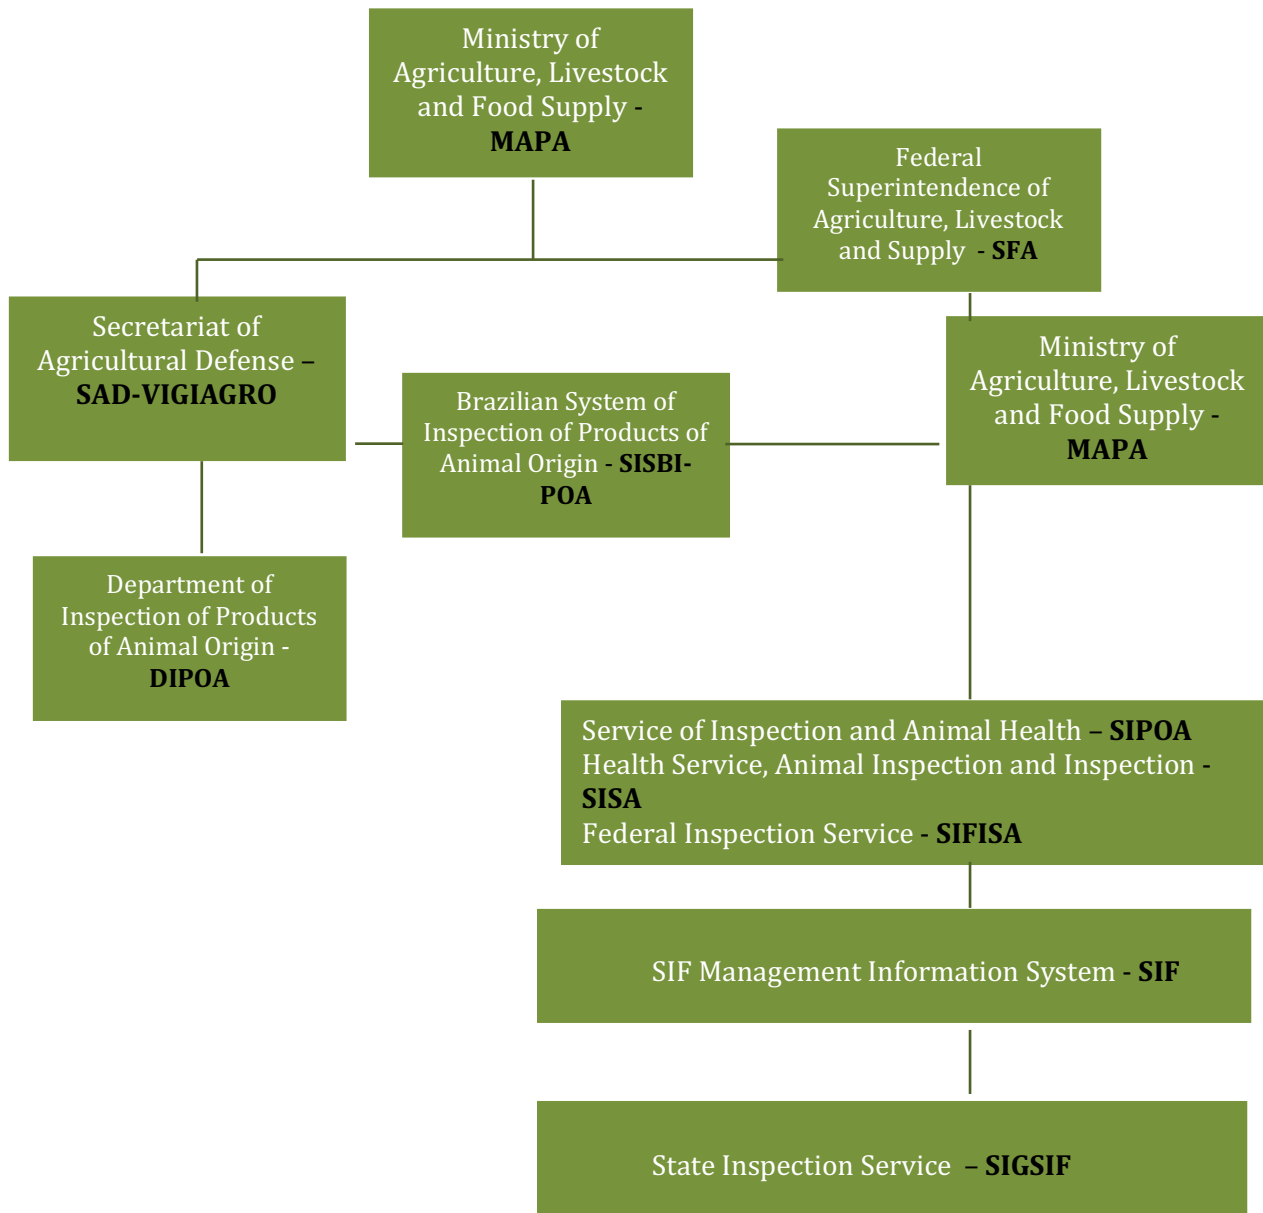 Ministry of
Agriculture, Livestock
and Food Supply -
MAPA
Federal
Superintendence of
Agriculture, Livestock
and Supply - SFA
Secretariat of
Agricultural Defense –
SAD-VIGIAGRO
Brazilian System of
Inspection of Products of
Animal Origin - SISBI-
POA
Ministry of
Agriculture, Livestock
and Food Supply -
MAPA
Department of
Inspection of Products
of Animal Origin -
DIPOA
Service of Inspection and Animal Health – SIPOA
Health Service, Animal Inspection and Inspection -
SISA
Federal Inspection Service - SIFISA
SIF Management Information System - SIF
State Inspection Service – SIGSIF